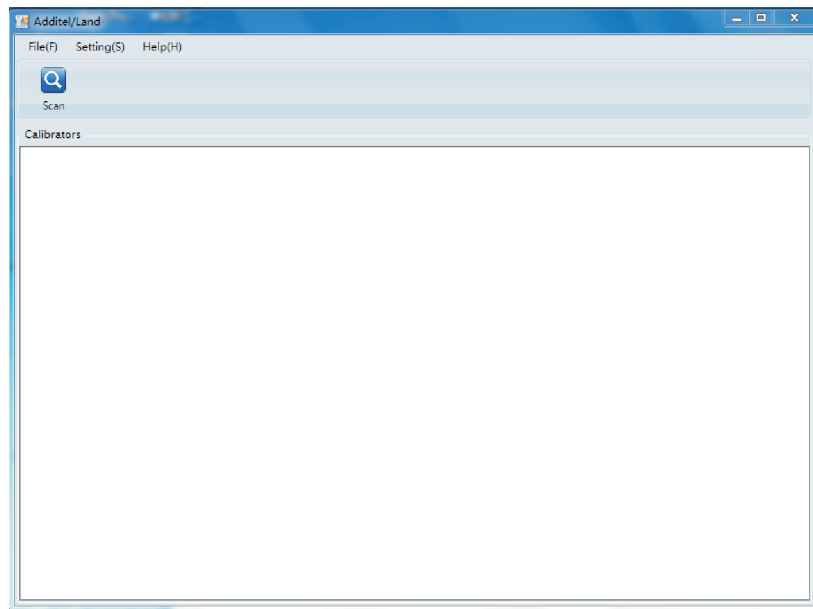 Additel/Land
File(F) Setting(S) Help(H)
Scan
Calibrators